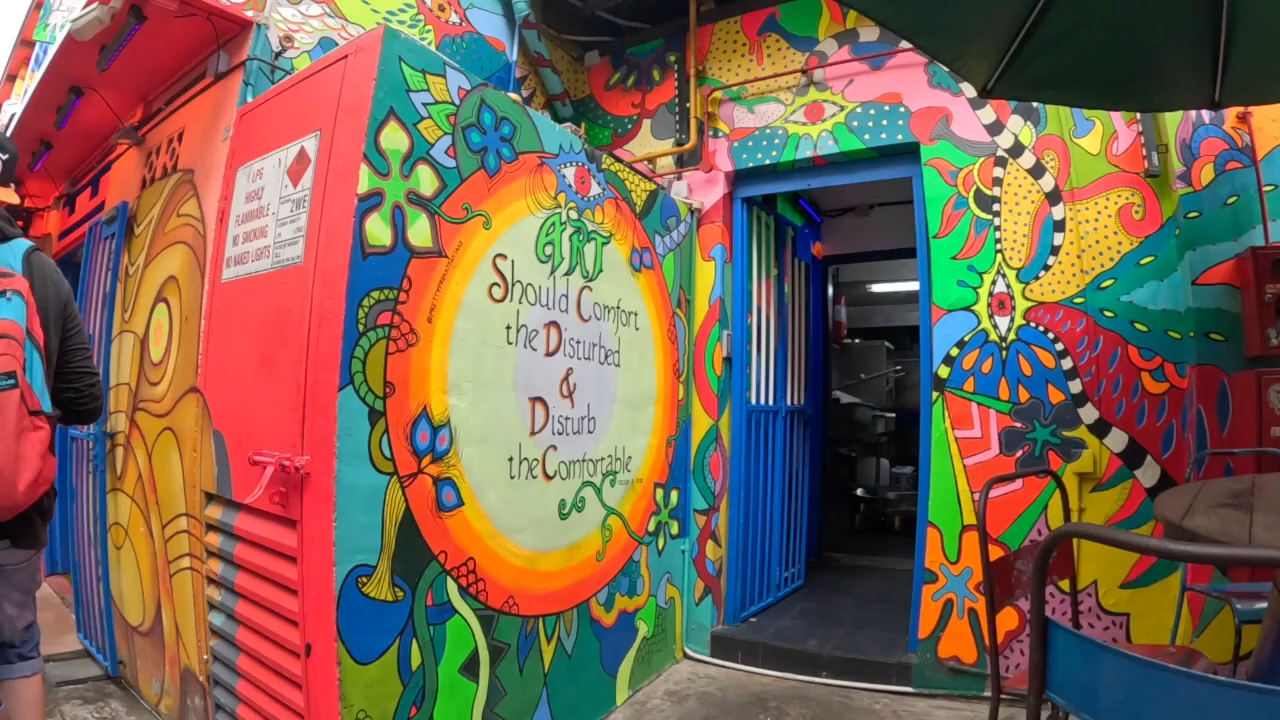 LPG
HIGHLY
FLAMMABLE
NO SMOKING
NO NAKED LIGHTS
2WE
ART
Should Comfort
the Disturbed
&
Disturb
the Comfortable